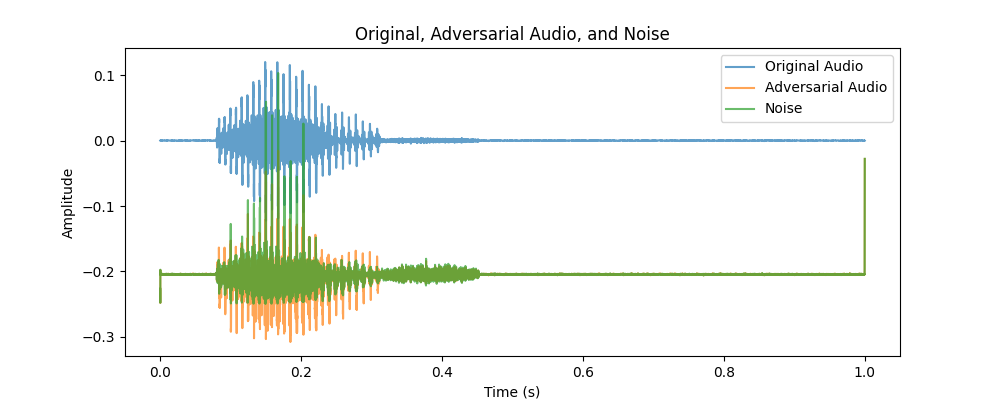 Original, Adversarial Audio, and Noise
Original Audio
Adversarial Audio
Noise
Amplitude
0.1
0.0
−0.1
−0.2
−0.3
0.0 0.2 0.4 0.6 0.8 1.0
Time (s)